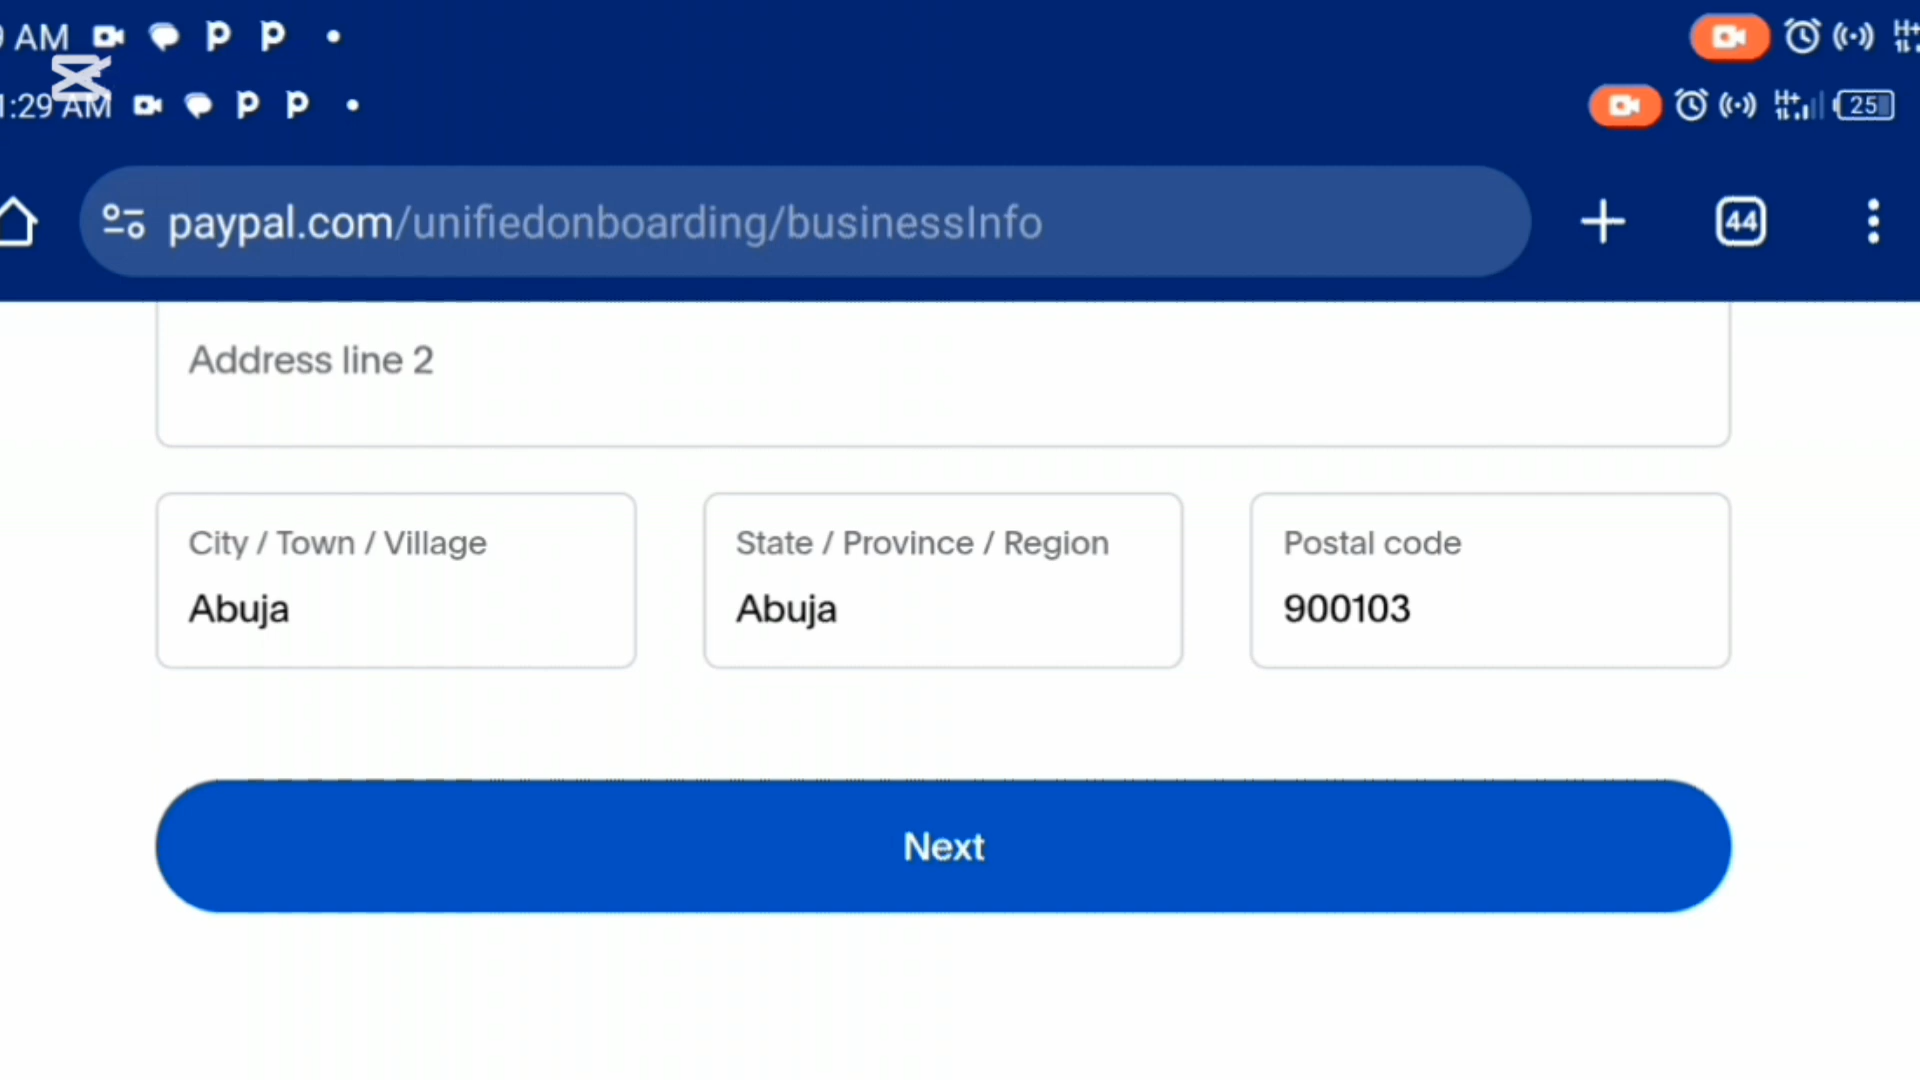 9 AM
1:29 AM H+ 25
paypal.com/unifiedonboarding/businessInfo 44
Address line 2
City / Town / Village State / Province / Region Postal code
Abuja Abuja 900103
Next